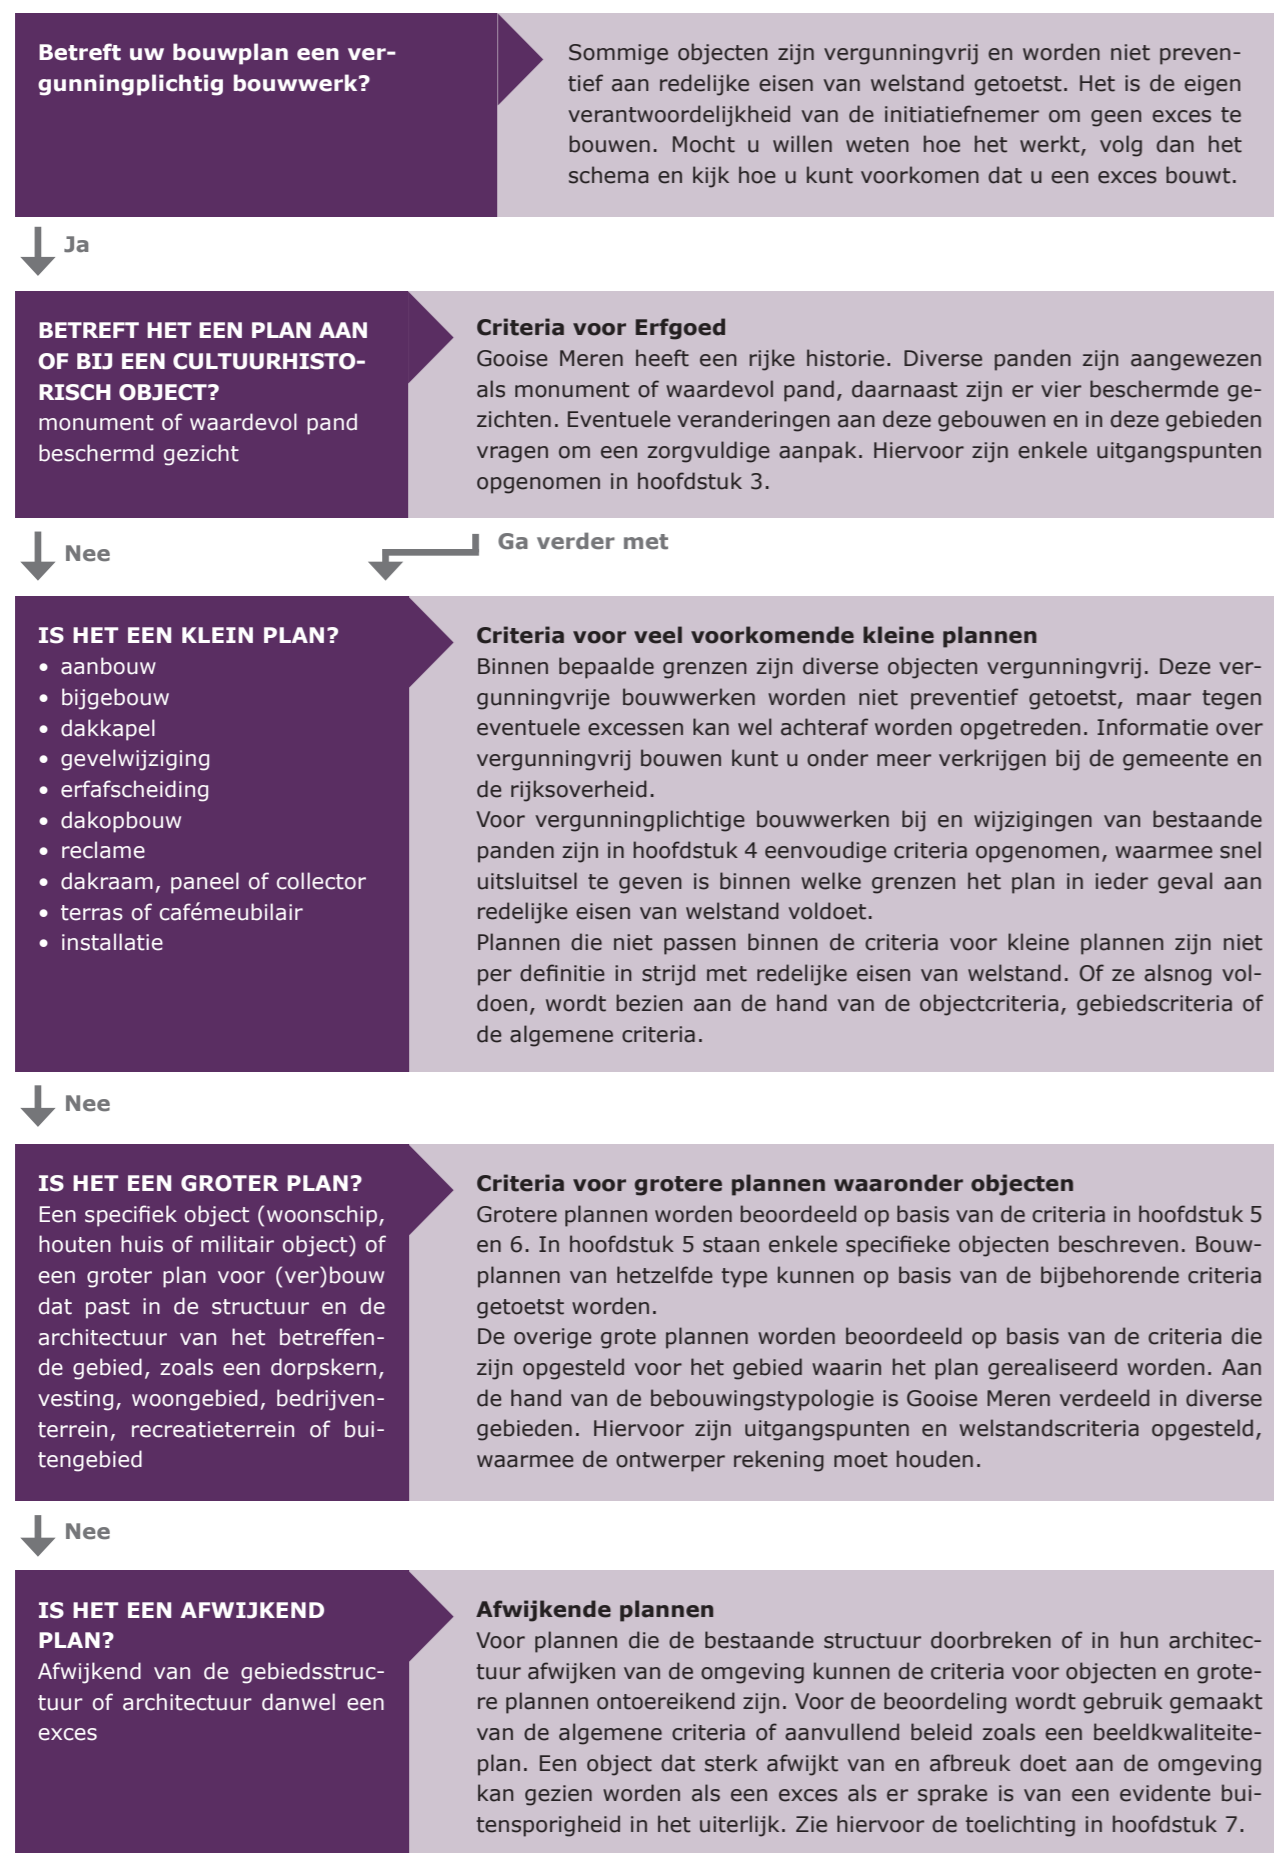 Betreft uw bouwplan een ver-
gunningplichtig bouwwerk?
Sommige objecten zijn vergunningvrij en worden niet preven-
tief aan redelijke eisen van welstand getoetst. Het is de eigen
verantwoordelijkheid van de initiatiefnemer om geen exces te
bouwen. Mocht u willen weten hoe het werkt, volg dan het
schema en kijk hoe u kunt voorkomen dat u een exces bouwt.
Ja
BETREFT HET EEN PLAN AAN
OF BIJ EEN CULTUURHISTO-
RISCH OBJECT?
monument of waardevol pand
beschermd gezicht
Criteria voor Erfgoed
Gooise Meren heeft een rijke historie. Diverse panden zijn aangewezen
als monument of waardevol pand, daarnaast zijn er vier beschermde ge-
zichten. Eventuele veranderingen aan deze gebouwen en in deze gebieden
vragen om een zorgvuldige aanpak. Hiervoor zijn enkele uitgangspunten
opgenomen in hoofdstuk 3.
Nee
Ga verder met
IS HET EEN KLEIN PLAN?
• aanbouw
• bijgebouw
• dakkapel
• gevelwijziging
• erfafscheiding
• dakopbouw
• reclame
• dakraam, paneel of collector
• terras of cafémeubilair
• installatie
Criteria voor veel voorkomende kleine plannen
Binnen bepaalde grenzen zijn diverse objecten vergunningvrij. Deze ver-
gunningvrije bouwwerken worden niet preventief getoetst, maar tegen
eventuele excessen kan wel achteraf worden opgetreden. Informatie over
vergunningvrij bouwen kunt u onder meer verkrijgen bij de gemeente en
de rijksoverheid.
Voor vergunningplichtige bouwwerken bij en wijzigingen van bestaande
panden zijn in hoofdstuk 4 eenvoudige criteria opgenomen, waarmee snel
uitsluitsel te geven is binnen welke grenzen het plan in ieder geval aan
redelijke eisen van welstand voldoet.
Plannen die niet passen binnen de criteria voor kleine plannen zijn niet
per definitie in strijd met redelijke eisen van welstand. Of ze alsnog vol-
doen, wordt bezien aan de hand van de objectcriteria, gebiedscriteria of
de algemene criteria.
Nee
IS HET EEN GROTER PLAN?
Een specifiek object (woonschip,
houten huis of militair object) of
een groter plan voor (ver)bouw
dat past in de structuur en de
architectuur van het betreffen-
de gebied, zoals een dorpskern,
vesting, woongebied, bedrijven-
terrein, recreatieterrein of bui-
tengebied
Criteria voor grotere plannen waaronder objecten
Grotere plannen worden beoordeeld op basis van de criteria in hoofdstuk 5
en 6. In hoofdstuk 5 staan enkele specifieke objecten beschreven. Bouw-
plannen van hetzelfde type kunnen op basis van de bijbehorende criteria
getoetst worden.
De overige grote plannen worden beoordeeld op basis van de criteria die
zijn opgesteld voor het gebied waarin het plan gerealiseerd worden. Aan
de hand van de bebouwingstypologie is Gooise Meren verdeeld in diverse
gebieden. Hiervoor zijn uitgangspunten en welstandscriteria opgesteld,
waarmee de ontwerper rekening moet houden.
Nee
IS HET EEN AFWIJKEND
PLAN?
Afwijkend van de gebiedsstruc-
tuur of architectuur danwel een
exces
Afwijkende plannen
Voor plannen die de bestaande structuur doorbreken of in hun architec-
tuur afwijken van de omgeving kunnen de criteria voor objecten en grote-
re plannen ontoereikend zijn. Voor de beoordeling wordt gebruik gemaakt
van de algemene criteria of aanvullend beleid zoals een beeldkwaliteite-
plan. Een object dat sterk afwijkt van en afbreuk doet aan de omgeving
kan gezien worden als een exces als er sprake is van een evidente bui-
tensporigheid in het uiterlijk. Zie hiervoor de toelichting in hoofdstuk 7.